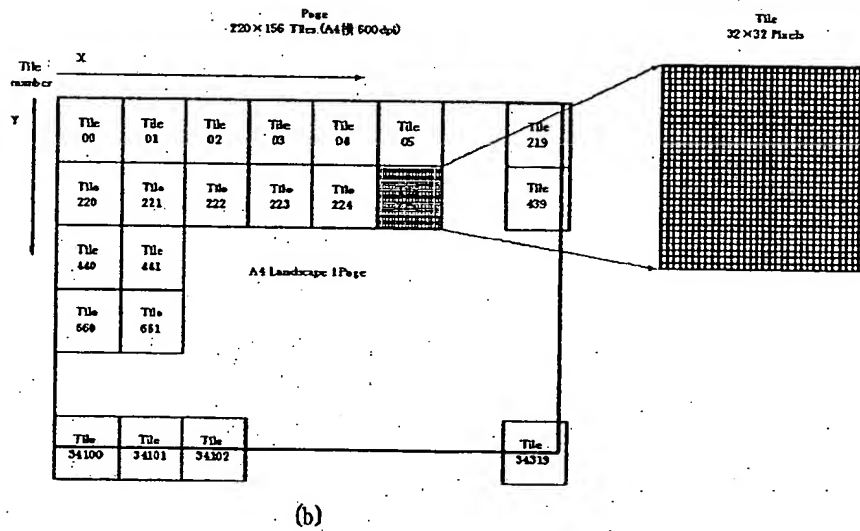 Page
220×156 Tiles (A4横 600dpi)
Tile
32×32 Pixels
X
Tile
number
Y
Tile
00
Tile
01
Tile
02
Tile
03
Tile
04
Tile
05
Tile
219
Tile
220
Tile
221
Tile
222
Tile
223
Tile
224
Tile
439
Tile
440
Tile
441
A4 Landscape 1Page
Tile
660
Tile
661
Tile
34100
Tile
34101
Tile
34102
Tile
34319
(b)